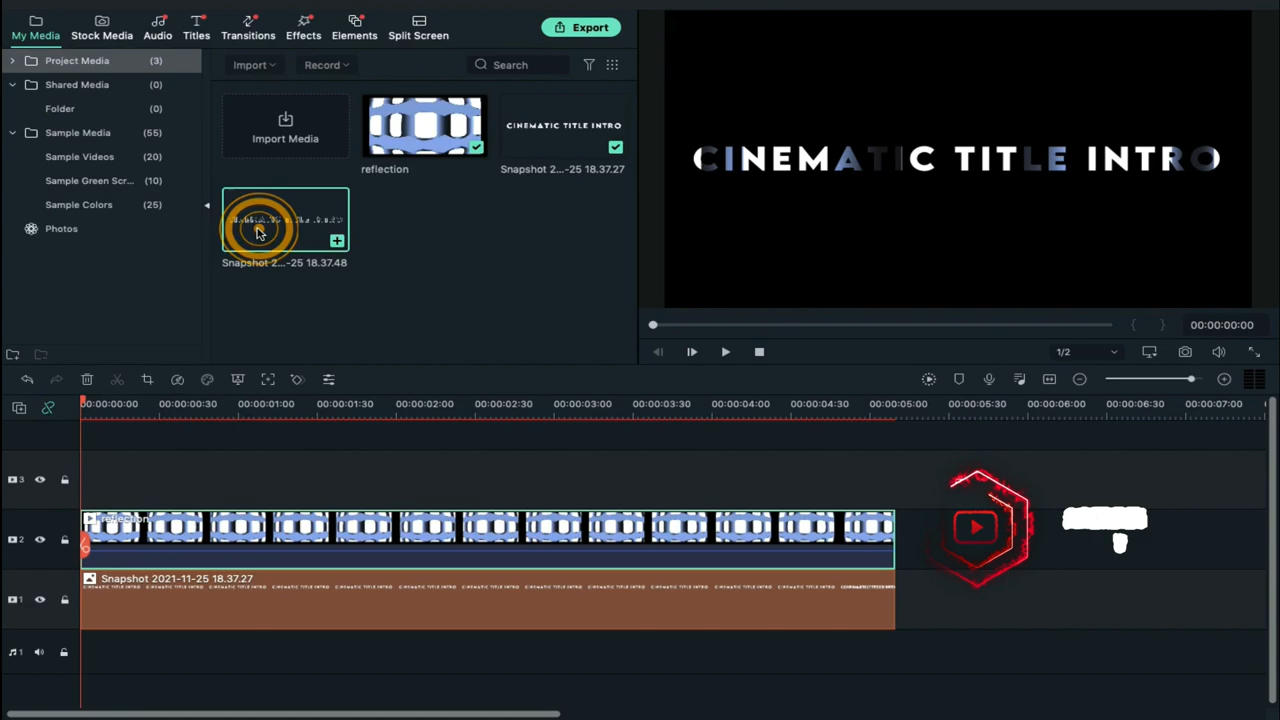 My Media
Stock Media
Audio
Titles
Transitions
Effects
Elements
Split Screen
Export
Project Media (3)
Shared Media (0)
Folder (0)
Sample Media (55)
Sample Videos (20)
Sample Green Scr... (10)
Sample Colors (25)
Photos
Import
Record
Search
Import Media
reflection
CINEMATIC TITLE INTRO
Snapshot 2...-25 18.37.27
Snapshot 2...-25 18.37.48
CINEMATIC TITLE INTRO
00:00:00:00
1/2
00:00:00:00
00:00:00:30
00:00:01:00
00:00:01:30
00:00:02:00
00:00:02:30
00:00:03:00
00:00:03:30
00:00:04:00
00:00:04:30
00:00:05:00
00:00:05:30
00:00:06:00
00:00:06:30
00:00:07:00
3
2
reflection
1
Snapshot 2021-11-25 18.37.27
1